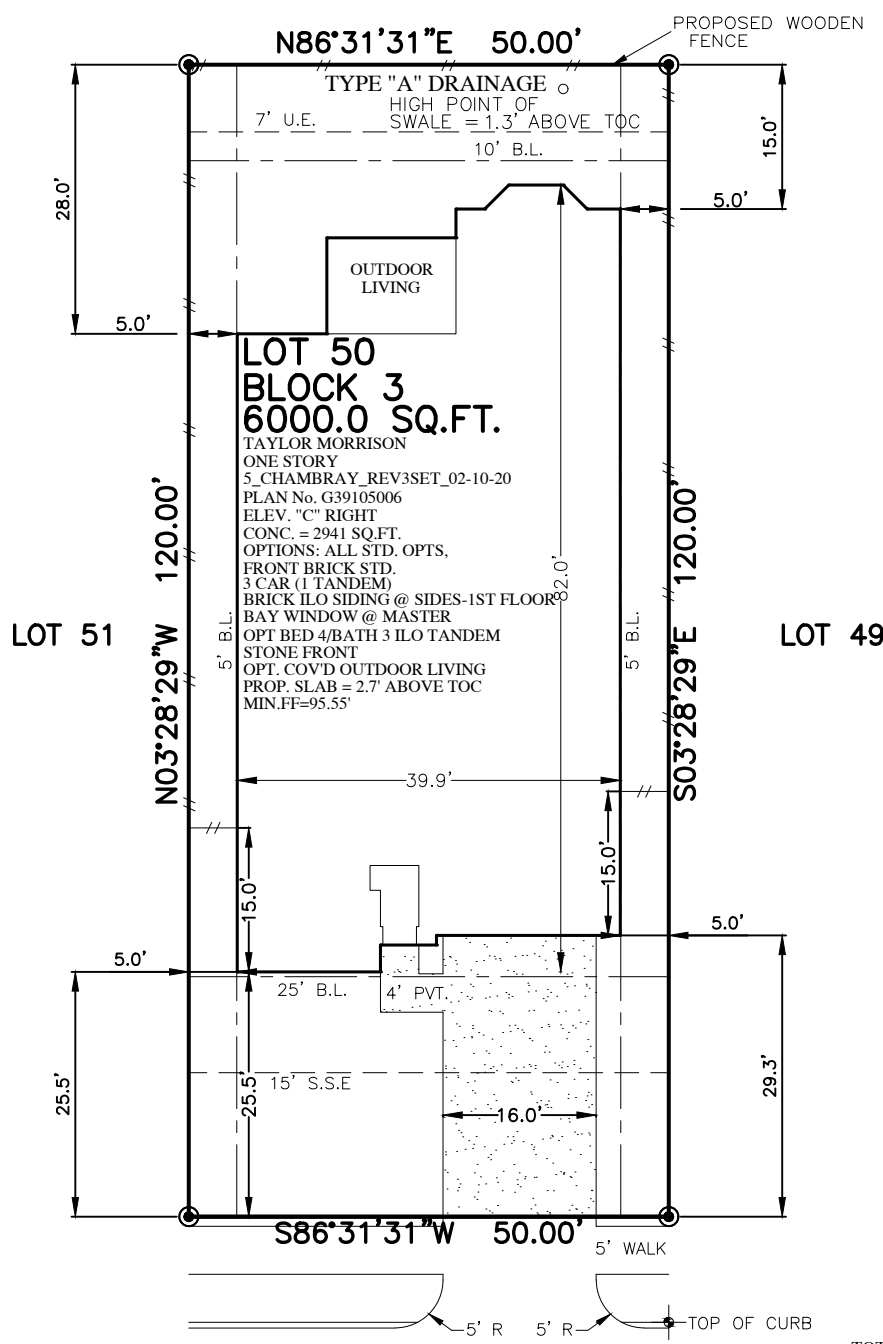 PROPOSED WOODEN
FENCE
N86°31'31"E 50.00'
TYPE "A" DRAINAGE
HIGH POINT OF
SWALE = 1.3' ABOVE TOC
7' U.E.
10' B.L.
28.0'
15.0'
5.0'
OUTDOOR
LIVING
5.0'
LOT 50
BLOCK 3
6000.0 SQ.FT.
TAYLOR MORRISON
ONE STORY
5_CHAMBRAY_REV3SET_02-10-20
PLAN No. G39105006
ELEV. "C" RIGHT
CONC. = 2941 SQ.FT.
OPTIONS: ALL STD. OPTS,
FRONT BRICK STD.
3 CAR (1 TANDEM)
BRICK ILO SIDING @ SIDES-1ST FLOOR
BAY WINDOW @ MASTER
OPT BED 4/BATH 3 ILO TANDEM
STONE FRONT
OPT. COV'D OUTDOOR LIVING
PROP. SLAB = 2.7' ABOVE TOC
MIN.FF=95.55'
82.0'
N03°28'29"W 120.00'
S03°28'29"E 120.00'
LOT 51
5' B.L.
5' B.L.
LOT 49
39.9'
15.0'
15.0'
5.0'
5.0'
25' B.L.
4' PVT.
25.5'
25.5'
15' S.S.E
16.0'
29.3'
S86°31'31"W 50.00'
5' WALK
5' R
5' R
TOP OF CURB